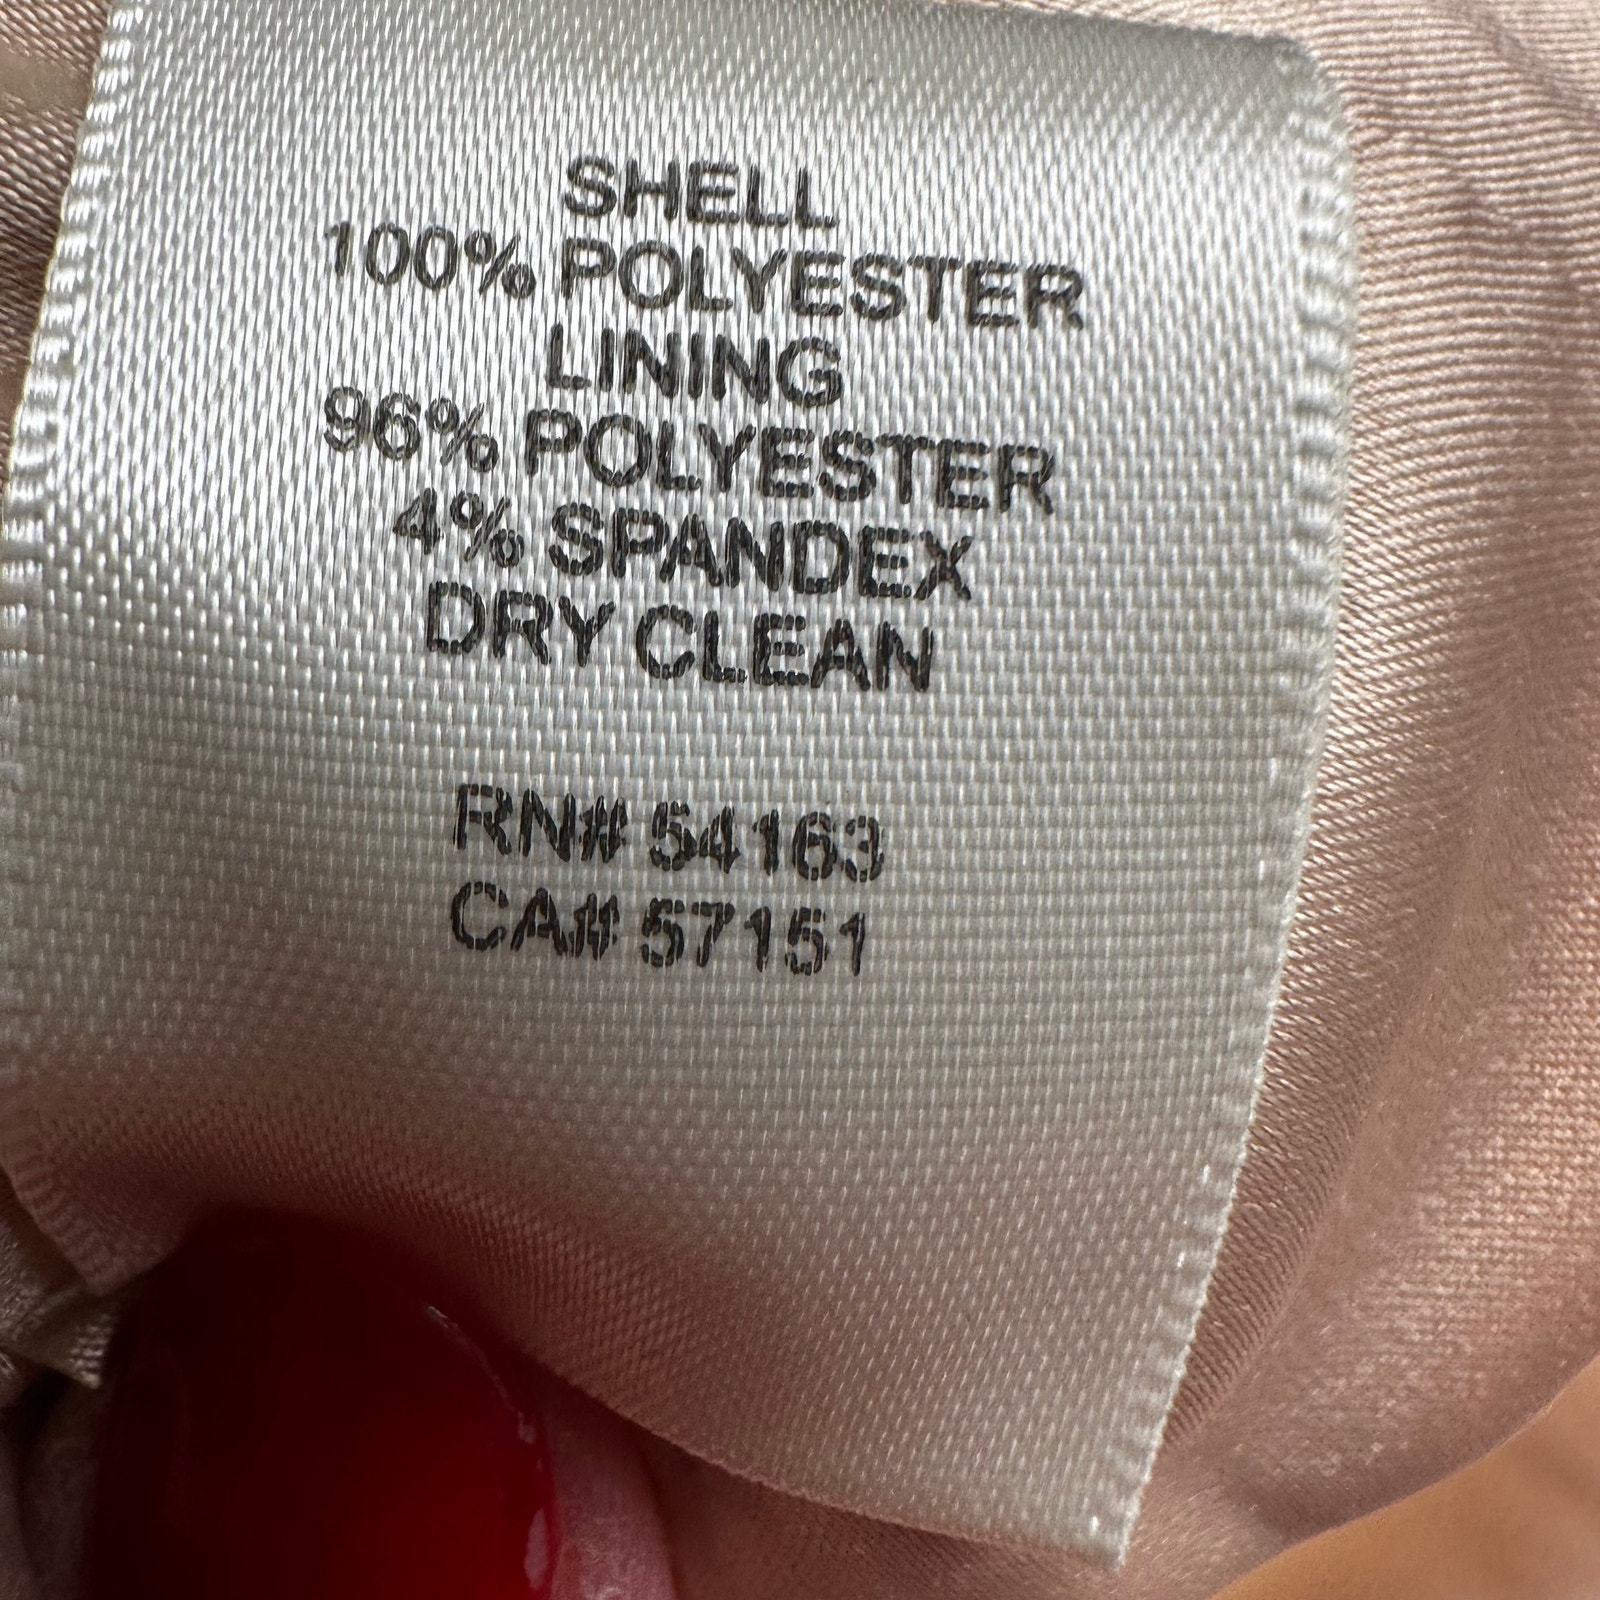 SHELL
100% POLYESTER
LINING
96% POLYESTER
4% SPANDEX
DRY CLEAN
RN# 54163
CA# 57151